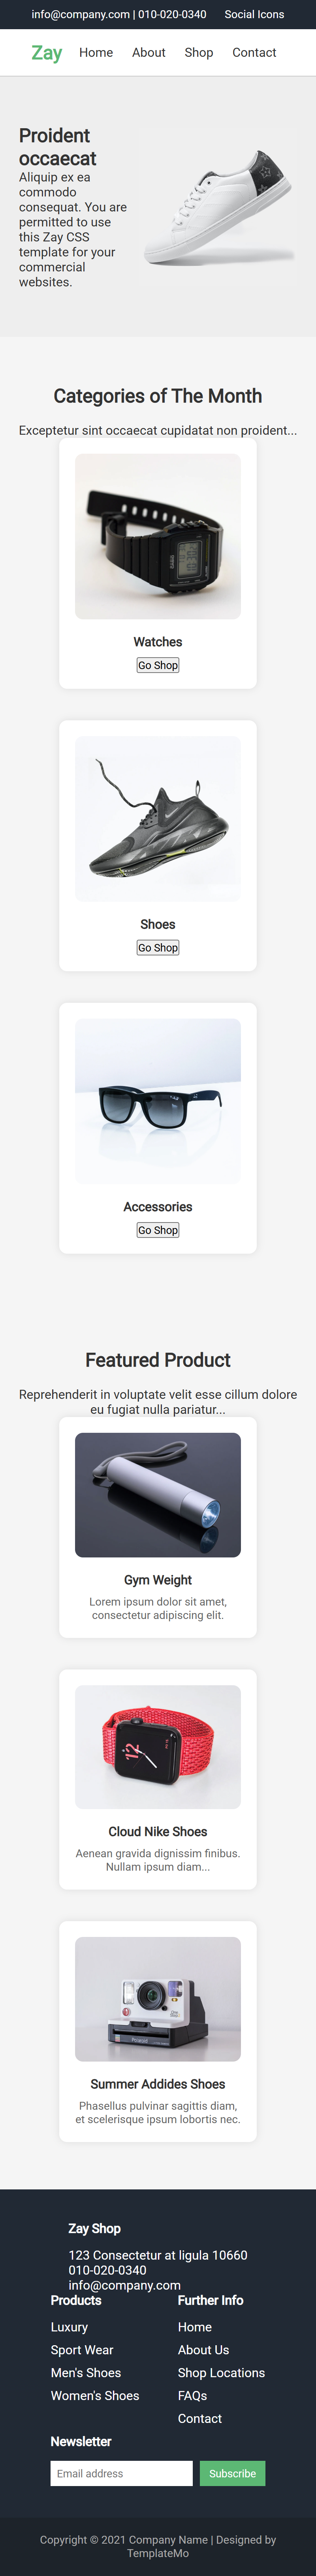 info@company.com | 010-020-0340 Social Icons
Zay Home About Shop Contact
Proident
occaecat
Aliquip ex ea
commodo
consequat. You are
permitted to use
this Zay CSS
template for your
commercial
websites.
Categories of The Month
Excepteur sint occaecat cupidatat non proident...
Watches
Go Shop
Shoes
Go Shop
Accessories
Go Shop
Featured Product
Reprehenderit in voluptate velit esse cillum dolore
eu fugiat nulla pariatur...
Gym Weight
Lorem ipsum dolor sit amet,
consectetur adipiscing elit.
12
Cloud Nike Shoes
Aenean gravida dignissim finibus.
Nullam ipsum diam...
Polaroid
Summer Addides Shoes
Phasellus pulvinar sagittis diam,
et scelerisque ipsum lobortis nec.
Zay Shop
123 Consectetur at ligula 10660
010-020-0340
info@company.com
Products Further Info
Luxury Home
Sport Wear About Us
Men's Shoes Shop Locations
Women's Shoes FAQs
Contact
Newsletter
Email address Subscribe
Copyright © 2021 Company Name | Designed by
TemplateMo